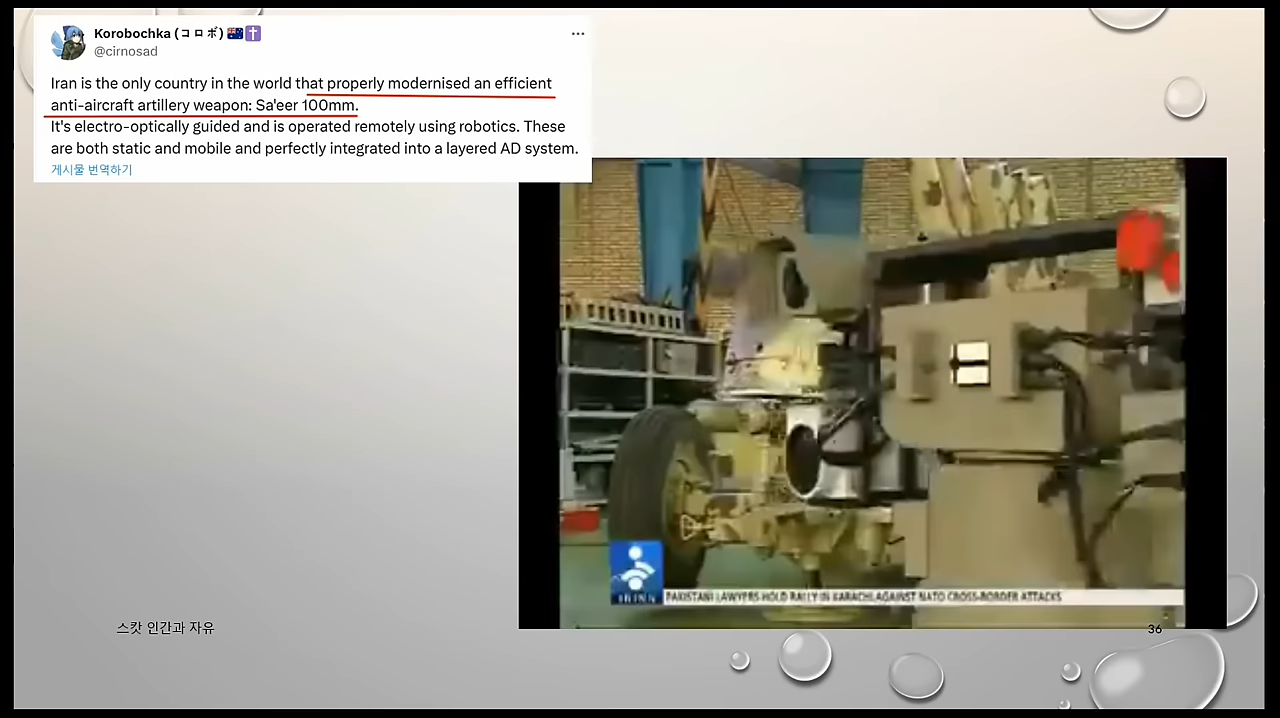 Korobochka (コロボ) 🇦🇺✝️
@cirnosad
Iran is the only country in the world that properly modernised an efficient
anti-aircraft artillery weapon: Sa'eer 100mm.
It's electro-optically guided and is operated remotely using robotics. These
are both static and mobile and perfectly integrated into a layered AD system.
게시물 번역하기
PAKISTANI LAWYERS HOLD RALLY IN KARACHI AGAINST NATO CROSS-BORDER ATTACKS
스캇 인간과 자유
36